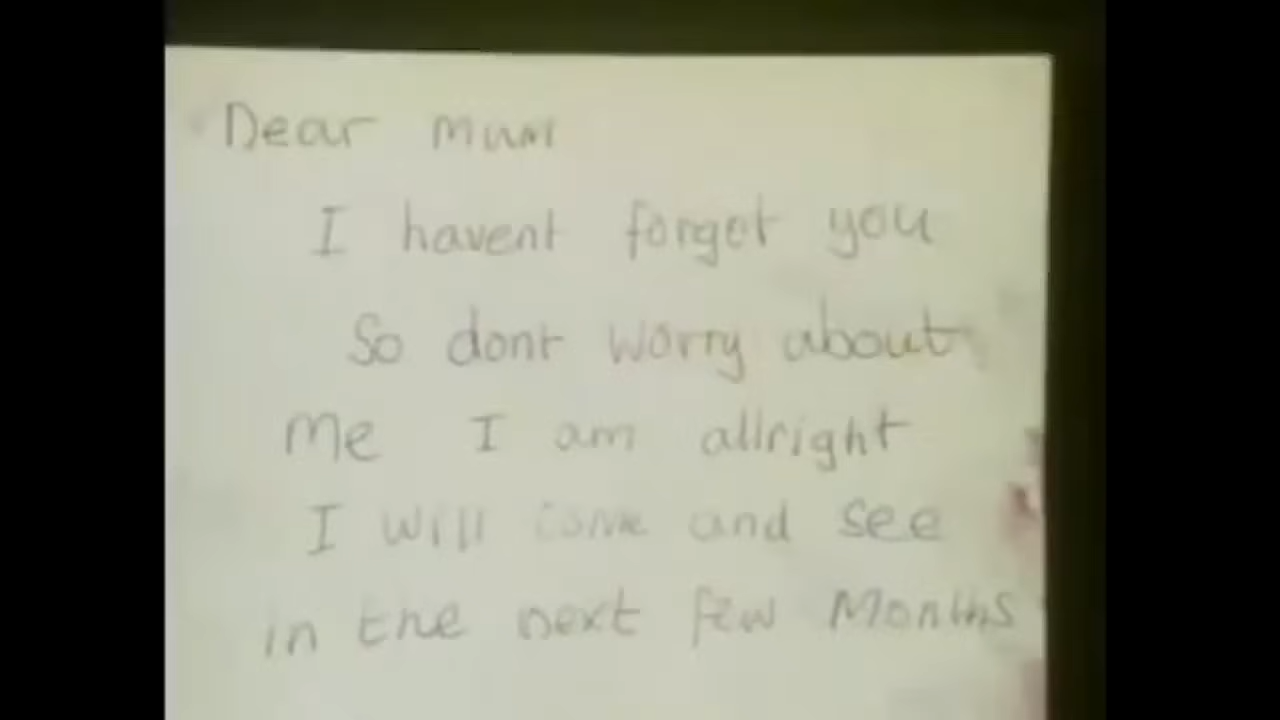 Dear mum
I havent forget you
So dont worry about
Me I am allright
I will come and see
in the next few Months